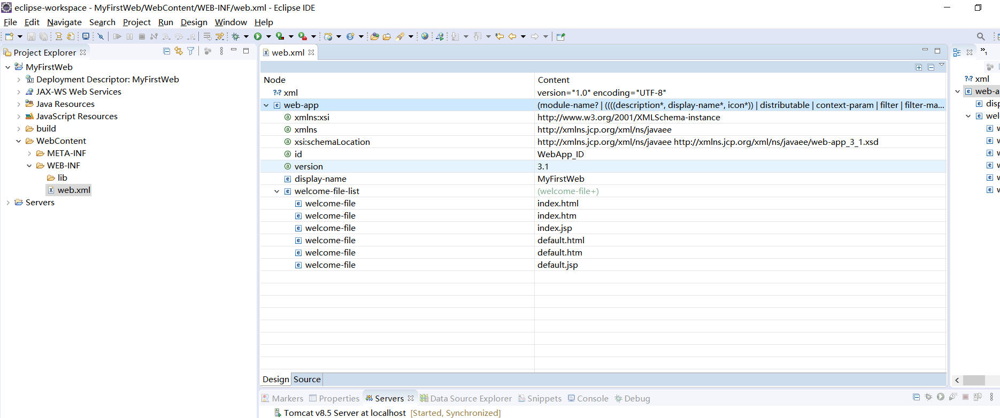 eclipse-workspace - MyFirstWeb/WebContent/WEB-INF/web.xml - Eclipse IDE
File Edit Navigate Search Project Run Design Window Help
Project Explorer
MyFirstWeb
Deployment Descriptor: MyFirstWeb
JAX-WS Web Services
Java Resources
JavaScript Resources
build
WebContent
META-INF
WEB-INF
lib
web.xml
Servers
web.xml
Node Content
xml version="1.0" encoding="UTF-8"
web-app (module-name? | ((((description*, display-name*, icon*)) | distributable | context-param | filter | filter-ma...
xmlns:xsi http://www.w3.org/2001/XMLSchema-instance
xmlns http://xmlns.jcp.org/xml/ns/javaee
xsi:schemaLocation http://xmlns.jcp.org/xml/ns/javaee http://xmlns.jcp.org/xml/ns/javaee/web-app_3_1.xsd
id WebApp_ID
version 3.1
display-name MyFirstWeb
welcome-file-list (welcome-file+)
welcome-file index.html
welcome-file index.htm
welcome-file index.jsp
welcome-file default.html
welcome-file default.htm
welcome-file default.jsp
Design Source
xml
web-a
disp
wel
w
w
w
w
w
w
Markers Properties Servers Data Source Explorer Snippets Console Debug
Tomcat v8.5 Server at localhost [Started, Synchronized]